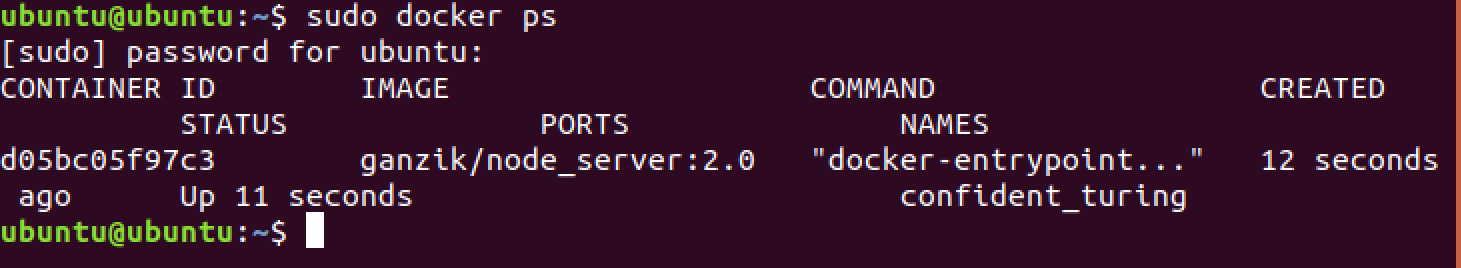 ubuntu@ubuntu:~$ sudo docker ps
[sudo] password for ubuntu:
CONTAINER ID        IMAGE                    COMMAND                  CREATED
          STATUS              PORTS               NAMES
d05bc05f97c3        ganzik/node_server:2.0   "docker-entrypoint..."   12 seconds
 ago      Up 11 seconds                           confident_turing
ubuntu@ubuntu:~$